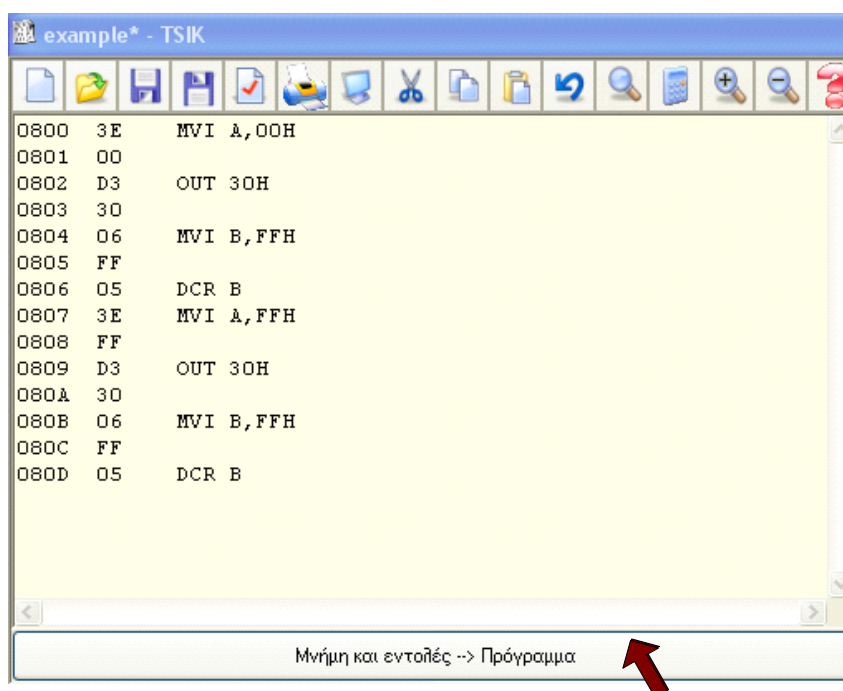 example* - TSIK
0800 3E MVI A,00H
0801 00
0802 D3 OUT 30H
0803 30
0804 06 MVI B,FFH
0805 FF
0806 05 DCR B
0807 3E MVI A,FFH
0808 FF
0809 D3 OUT 30H
080A 30
080B 06 MVI B,FFH
080C FF
080D 05 DCR B
Μνήμη και εντολές --> Πρόγραμμα